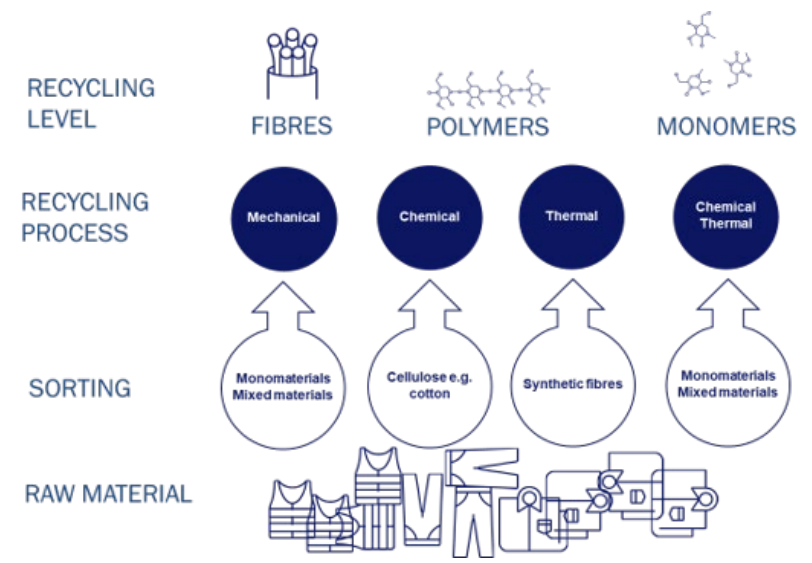 RECYCLING
LEVEL
FIBRES
POLYMERS
MONOMERS
RECYCLING
PROCESS
Mechanical
Chemical
Thermal
Chemical
Thermal
SORTING
Monomaterials
Mixed materials
Cellulose e.g.
cotton
Synthetic fibres
Monomaterials
Mixed materials
RAW MATERIAL